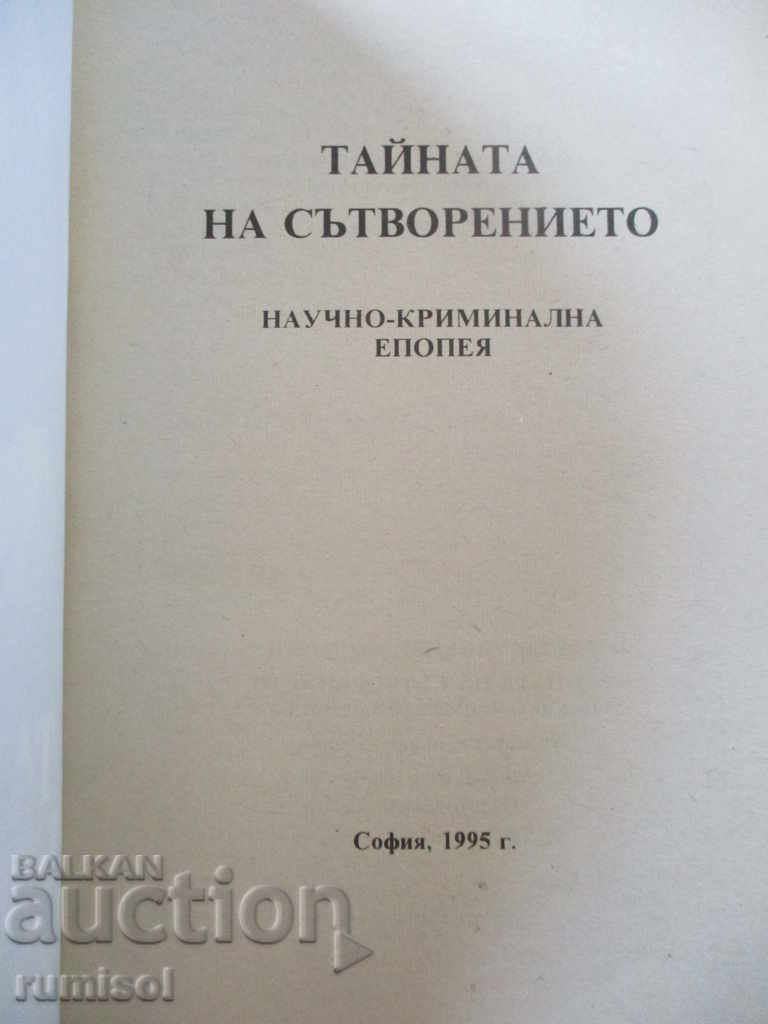 ТАЙНАТА
НА СЪТВОРЕНИЕТО
НАУЧНО-КРИМИНАЛНА
ЕПОПЕЯ
София, 1995 г.
BALKAN
auction
rumisol